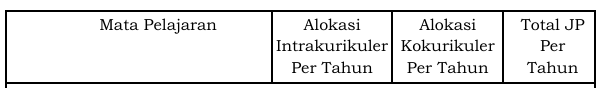 Mata Pelajaran
Alokasi
Intrakurikuler
Per Tahun
Alokasi
Kokurikuler
Per Tahun
Total JP
Per
Tahun